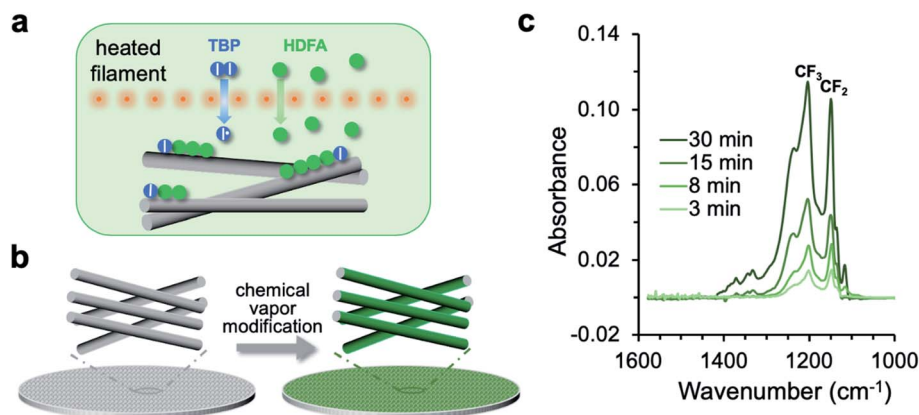 a
heated
filament
TBP
HDFA
I I
I•
I
I
I
b
chemical
vapor
modification
c
0.14
0.10
0.06
0.02
-0.02
Absorbance
CF3
CF2
30 min
15 min
8 min
3 min
1600
1400
1200
1000
Wavenumber (cm-1)